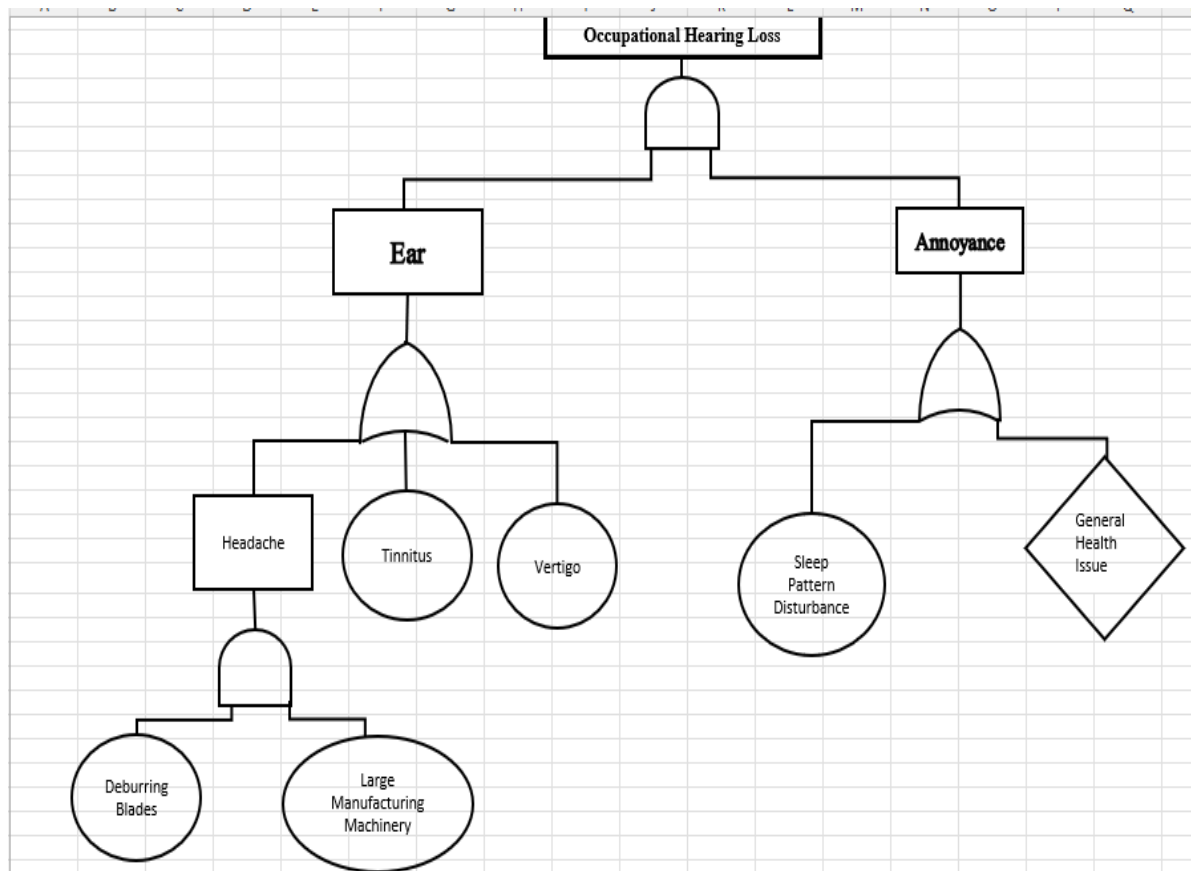 Occupational Hearing Loss
Ear
Annoyance
Headache
Tinnitus
Vertigo
Sleep
Pattern
Disturbance
General
Health
Issue
Deburring
Blades
Large
Manufacturing
Machinery